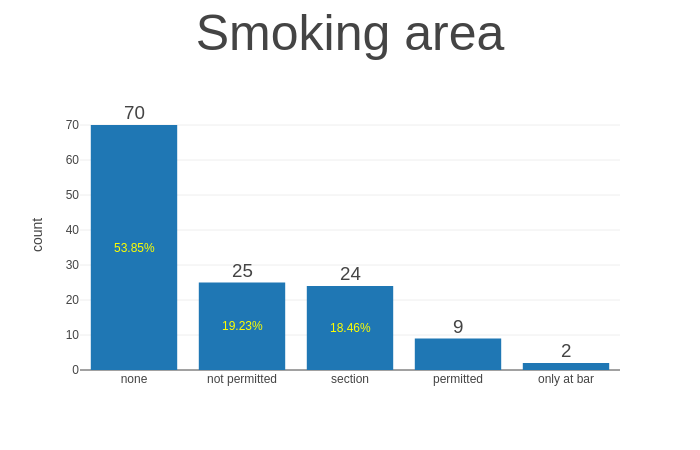 Smoking area
count
70
60
50
40
30
20
10
0
70
25
24
9
2
53.85%
19.23%
18.46%
none
not permitted
section
permitted
only at bar